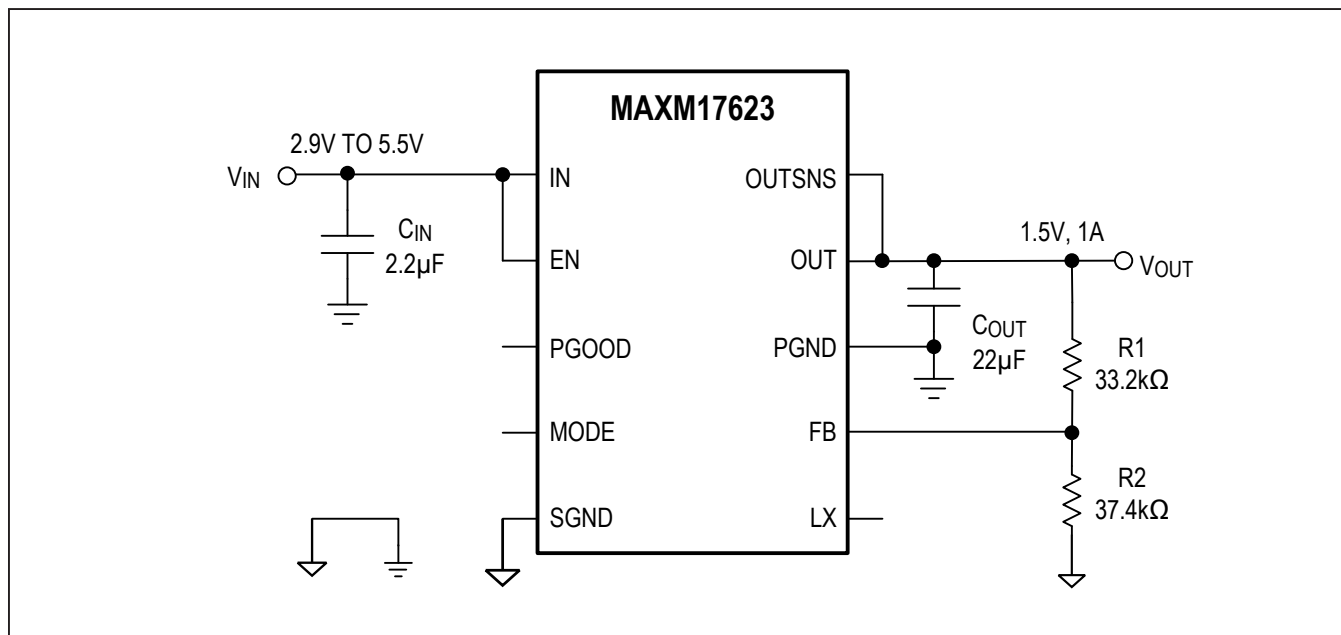 MAXM17623
2.9V TO 5.5V
VIN
IN
OUTSNS
CIN
2.2µF
EN
OUT
1.5V, 1A
VOUT
COUT
22µF
PGOOD
PGND
R1
33.2kΩ
MODE
FB
R2
37.4kΩ
SGND
LX